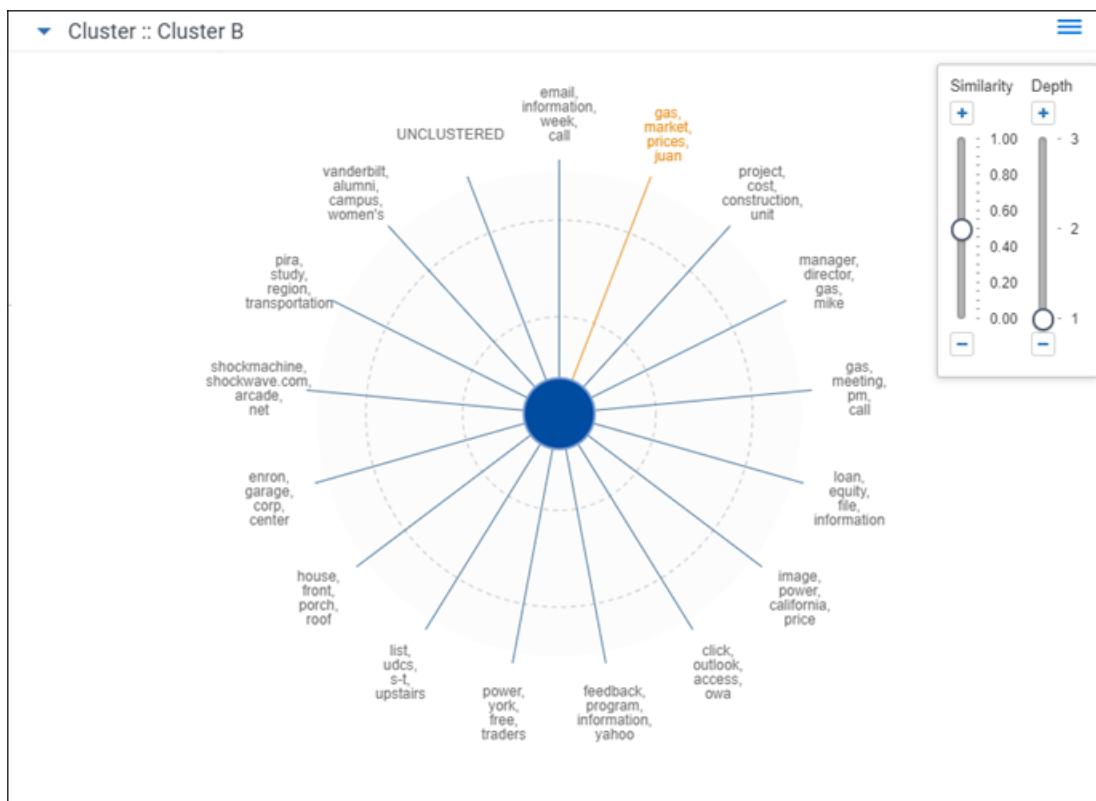 Cluster :: Cluster B
Similarity
Depth
1.00
0.80
0.60
0.40
0.20
0.00
3
2
1
email,
information,
week,
call
gas,
market,
prices,
juan
project,
cost,
construction,
unit
manager,
director,
gas,
mike
gas,
meeting,
pm,
call
loan,
equity,
file,
information
image,
power,
california,
price
click,
outlook,
access,
owa
feedback,
program,
information,
yahoo
power,
york,
free,
traders
list,
udcs,
s-t,
upstairs
house,
front,
porch,
roof
enron,
garage,
corp,
center
shockmachine,
shockwave.com,
arcade,
net
pira,
study,
region,
transportation
vanderbilt,
alumni,
campus,
women's
UNCLUSTERED